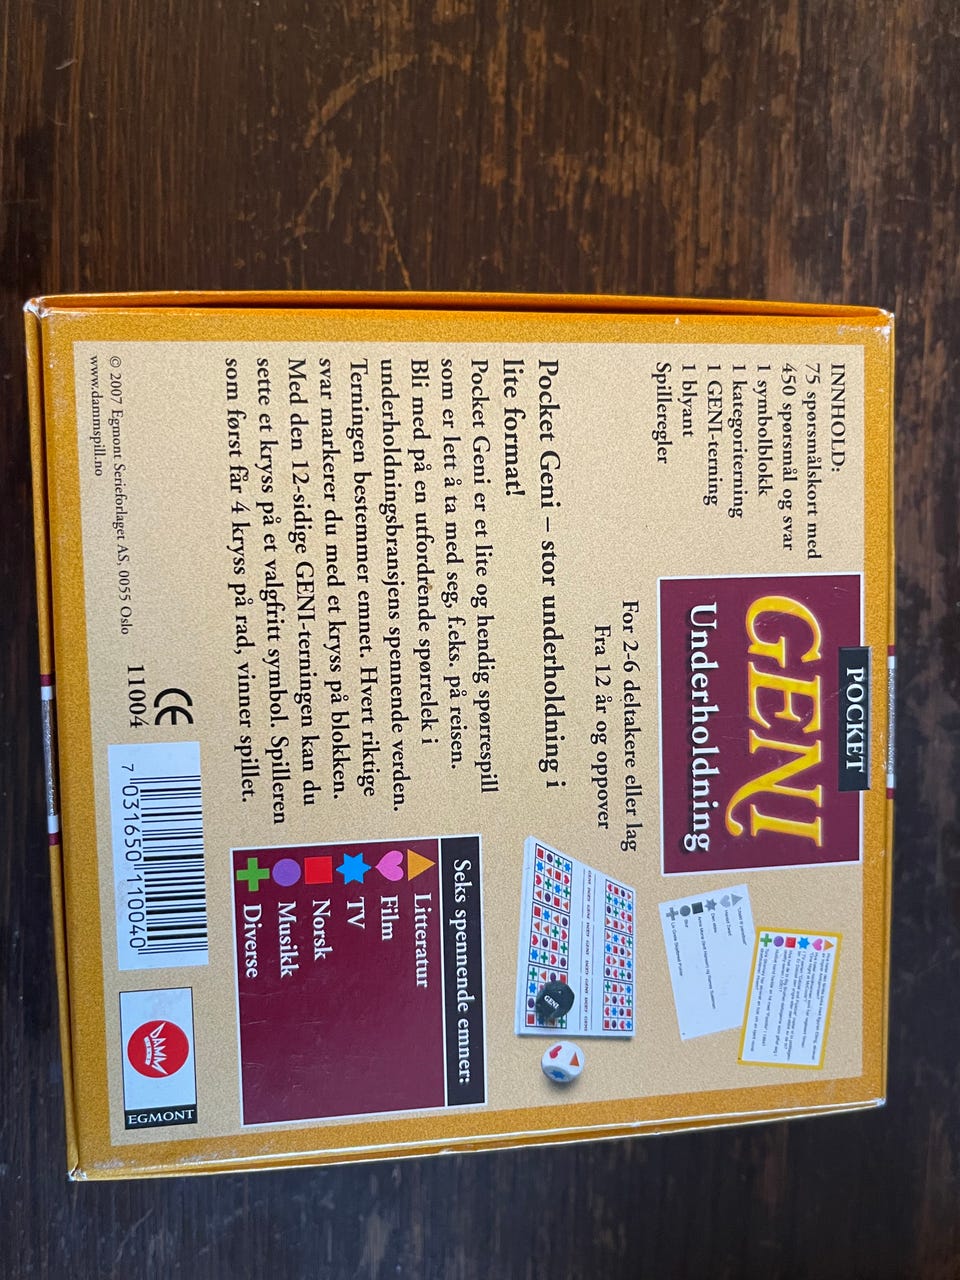 POCKET
GENI
Underholdning
INNHOLD:
75 spørsmålskort med
450 spørsmål og svar
1 symbolblokk
1 kategoriterning
1 GENI-terning
1 blyant
Spilleregler
For 2-6 deltakere eller lag
Fra 12 år og oppover
Pocket Geni – stor underholdning i
lite format!
Pocket Geni er et lite og hendig spørrespill
som er lett å ta med seg, f.eks. på reisen.
Bli med på en utfordrende spørrelek i
underholdningsbransjens spennende verden.
Terningen bestemmer emnet. Hvert riktige
svar markerer du med et kryss på blokken.
Med den 12-sidige GENI-terningen kan du
sette et kryss på et valgfritt symbol. Spilleren
som først får 4 kryss på rad, vinner spillet.
GENI
Seks spennende emner:
Litteratur
Film
TV
Norsk
Musikk
Diverse
© 2007 Egmont Serieforlaget AS, 0055 Oslo
www.dammspill.no
11004
CE
7 031650 110040
DAMM
EGMONT